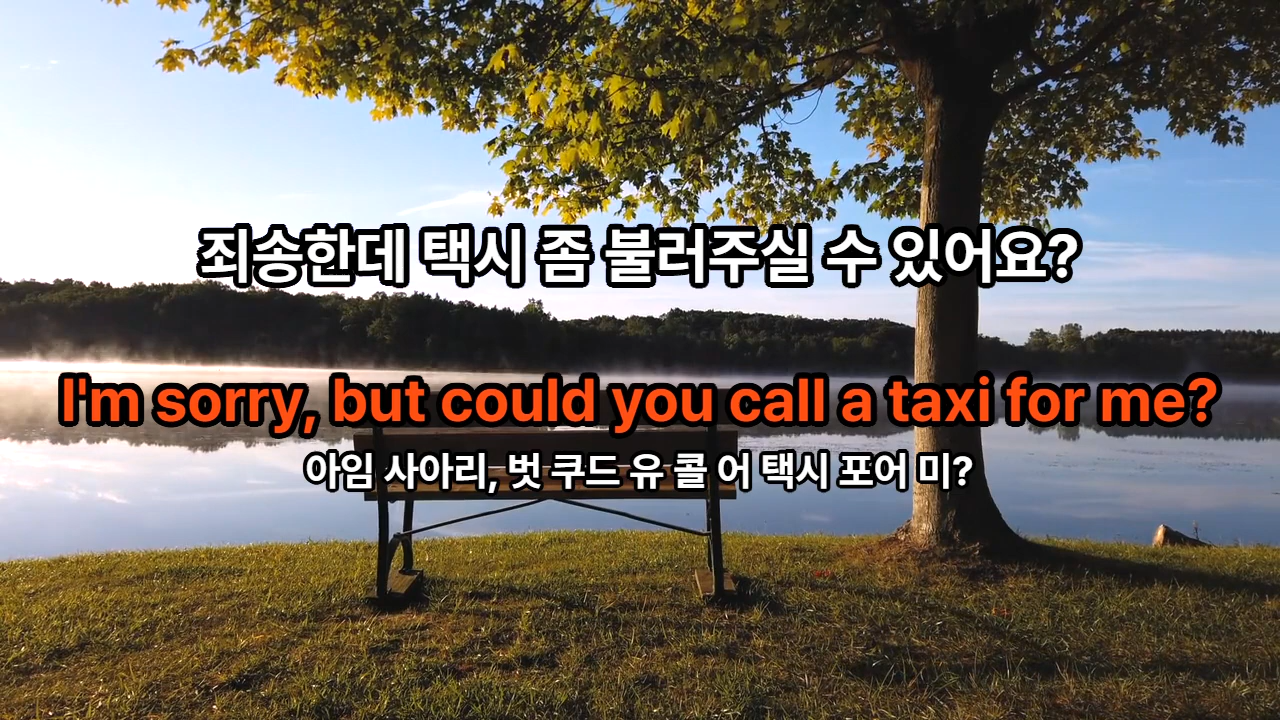 죄송한데 택시 좀 불러주실 수 있어요?
I'm sorry, but could you call a taxi for me?
아임 사아리, 벗 쿠드 유 콜 어 택시 포어 미?